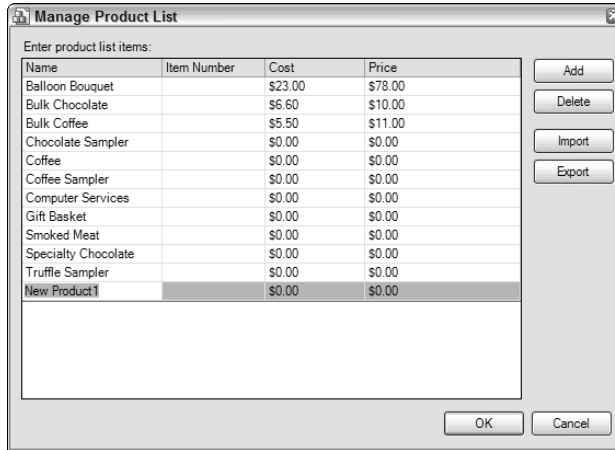 Manage Product List
Enter product list items:
Name Item Number Cost Price
Balloon Bouquet $23.00 $78.00
Bulk Chocolate $6.60 $10.00
Bulk Coffee $5.50 $11.00
Chocolate Sampler $0.00 $0.00
Coffee $0.00 $0.00
Coffee Sampler $0.00 $0.00
Computer Services $0.00 $0.00
Gift Basket $0.00 $0.00
Smoked Meat $0.00 $0.00
Specialty Chocolate $0.00 $0.00
Truffle Sampler $0.00 $0.00
New Product1 $0.00 $0.00
Add
Delete
Import
Export
OK Cancel